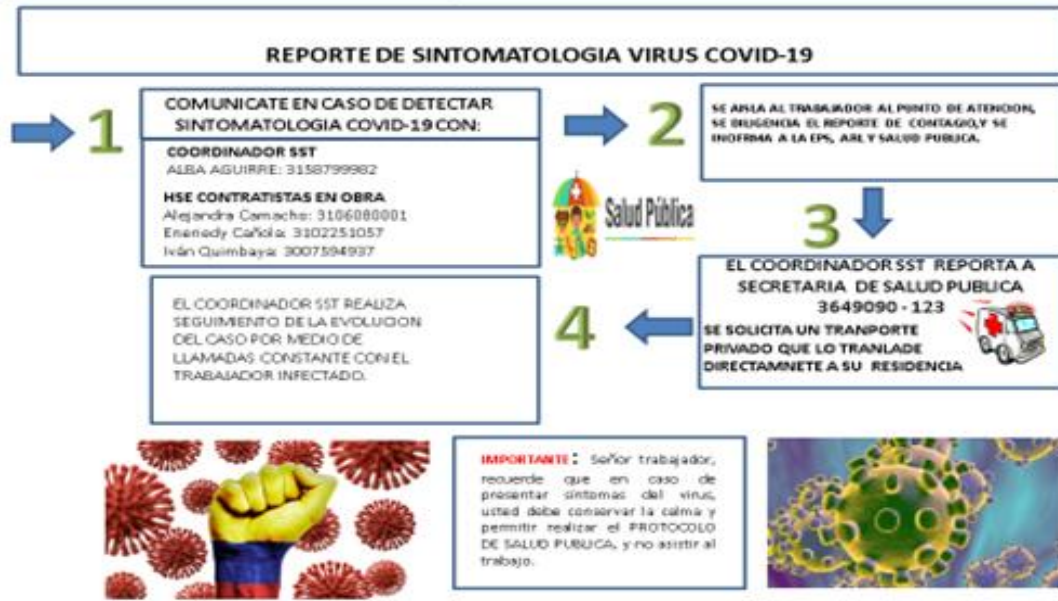 REPORTE DE SINTOMATOLOGIA VIRUS COVID-19
1
COMUNICATE EN CASO DE DETECTAR
SINTOMATOLOGIA COVID-19 CON:
COORDINADOR SST
ALBA AGUIRRE: 3158799982
HSE CONTRATISTAS EN OBRA
Alejandra Camacho: 3106080001
Enenedy Cañola: 3102251057
Iván Quimbaya: 3007594937
2
SE AISLA AL TRABAJADOR AL PUNTO DE ATENCION,
SE DILIGENCIA EL REPORTE DE CONTAGIO,Y SE
INOFRMA A LA EPS, ARL Y SALUD PUBLICA.
Salud Pública
3
EL COORDINADOR SST REPORTA A
SECRETARIA DE SALUD PUBLICA
3649090 - 123
SE SOLICITA UN TRANPORTE
PRIVADO QUE LO TRANLADE
DIRECTAMNETE A SU RESIDENCIA
4
EL COORDINADOR SST REALIZA
SEGUIMIENTO DE LA EVOLUCION
DEL CASO POR MEDIO DE
LLAMADAS CONSTANTE CON EL
TRABAJADOR INFECTADO.
IMPORTANTE: Señor trabajador,
recuerde que en caso de
presentar síntomas del virus,
usted debe conservar la calma y
permitir realizar el PROTOCOLO
DE SALUD PUBLICA, y no asistir al
trabajo.